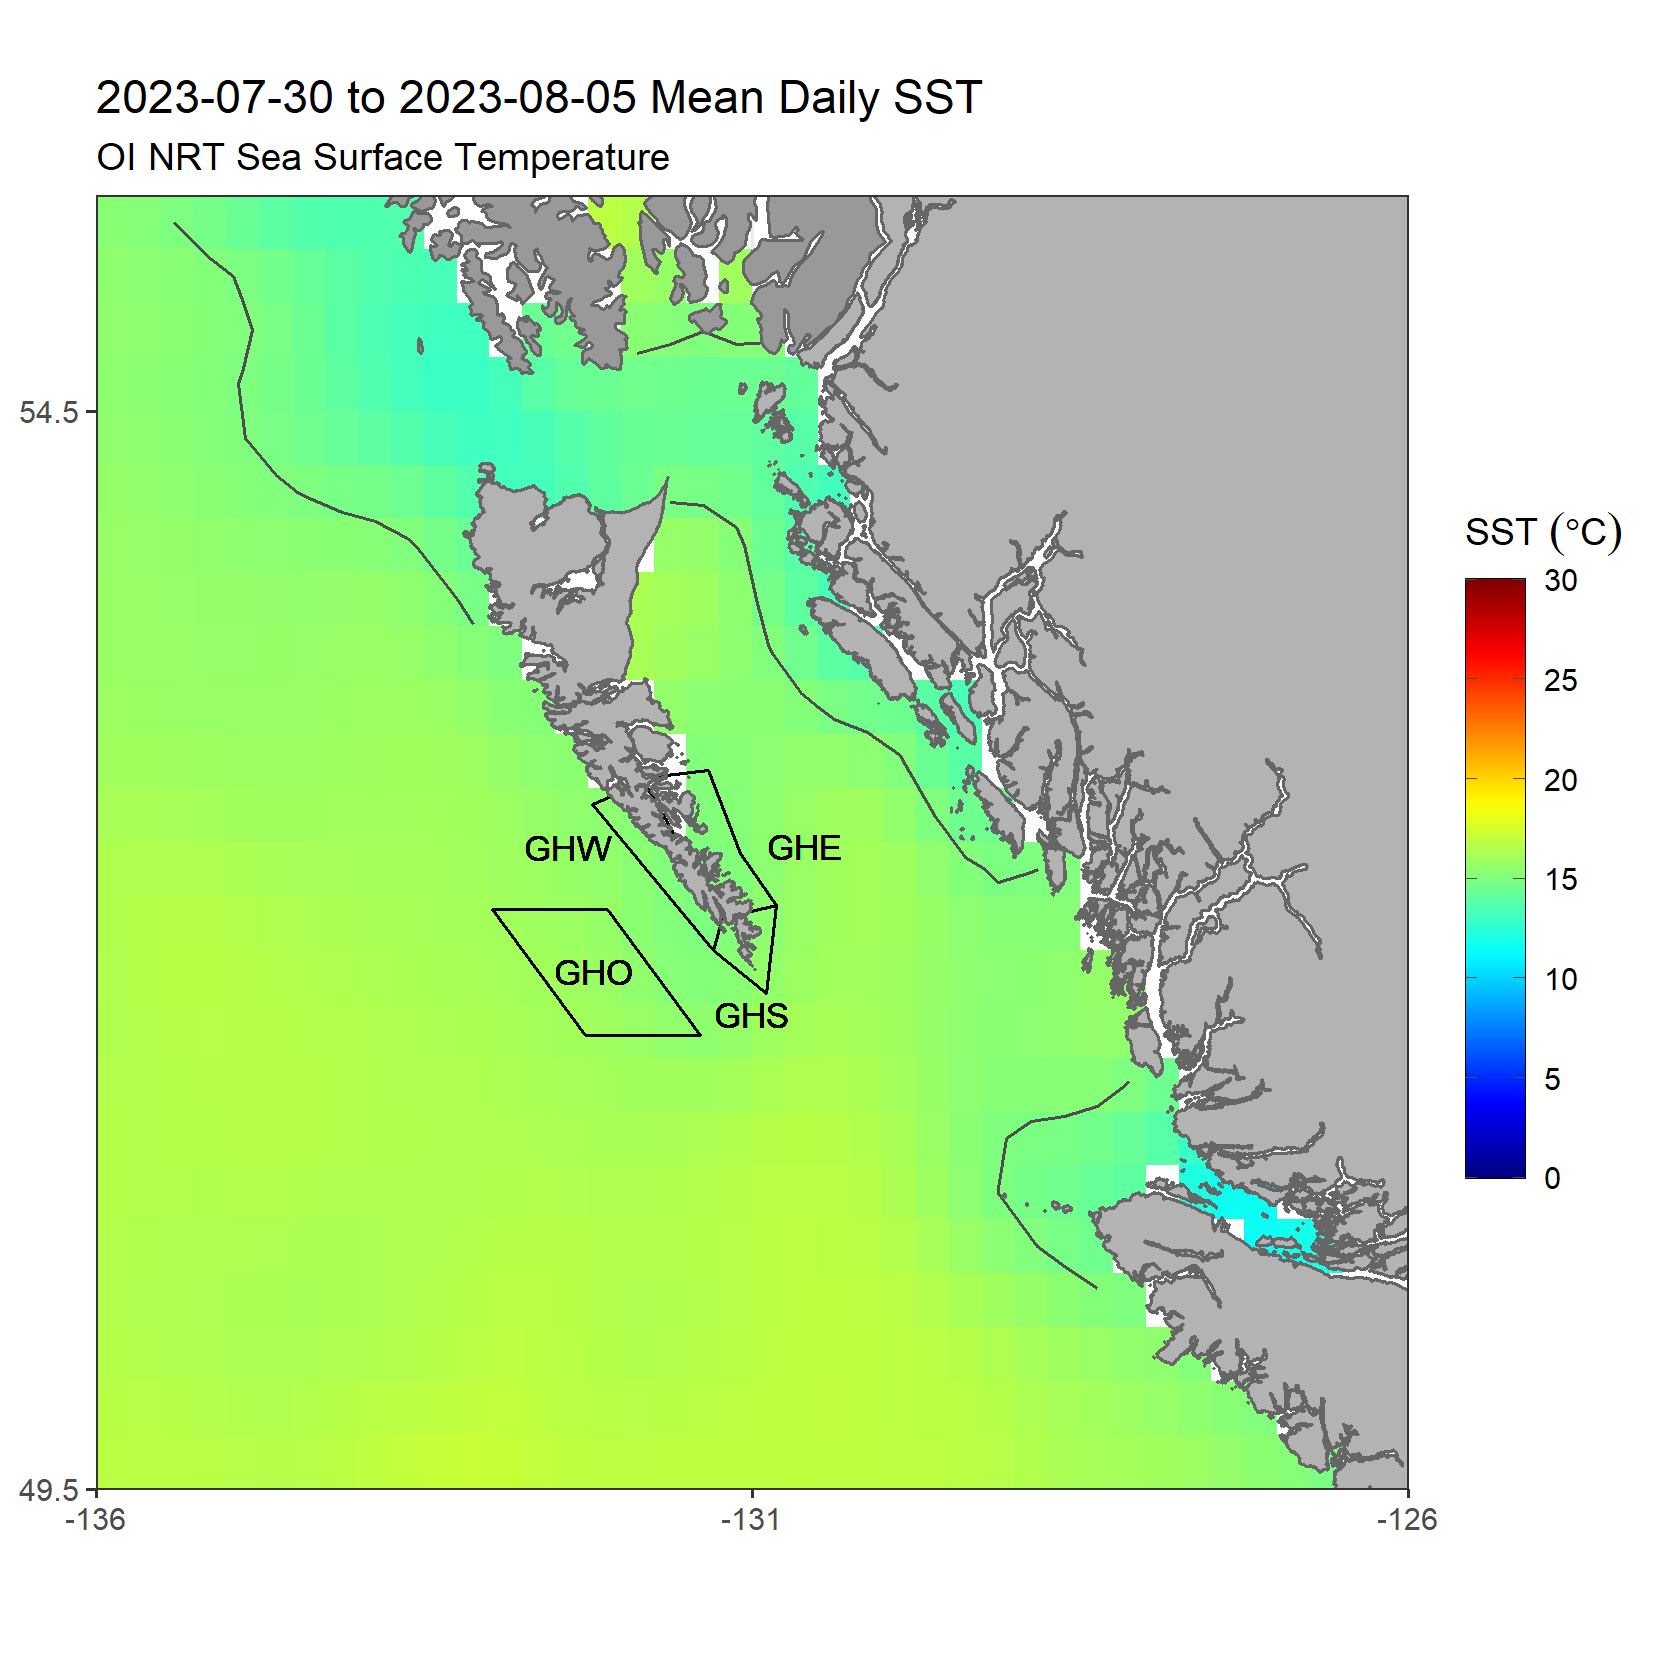 2023-07-30 to 2023-08-05 Mean Daily SST
OI NRT Sea Surface Temperature
54.5
49.5
-136
-131
-126
GHW
GHE
GHO
GHS
SST (°C)
30
25
20
15
10
5
0